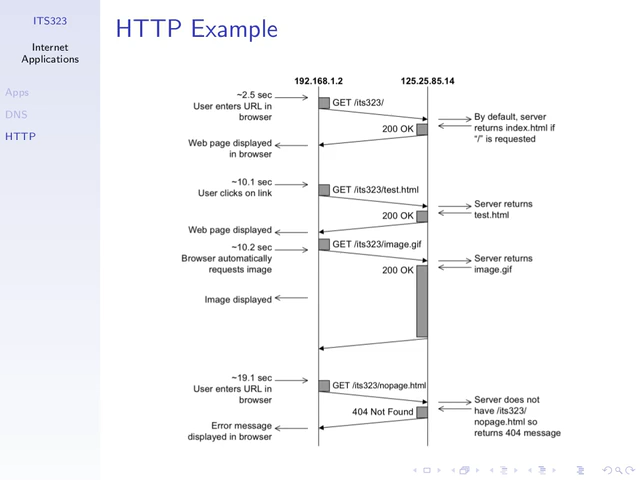 ITS323
Internet
Applications
Apps
DNS
HTTP
HTTP Example
192.168.1.2
125.25.85.14
~2.5 sec
User enters URL in
browser
GET /its323/
By default, server
returns index.html if
"/" is requested
200 OK
Web page displayed
in browser
~10.1 sec
User clicks on link
GET /its323/test.html
Server returns
test.html
200 OK
Web page displayed
~10.2 sec
Browser automatically
requests image
GET /its323/image.gif
Server returns
image.gif
200 OK
Image displayed
~19.1 sec
User enters URL in
browser
GET /its323/nopage.html
Server does not
have /its323/
nopage.html so
returns 404 message
404 Not Found
Error message
displayed in browser